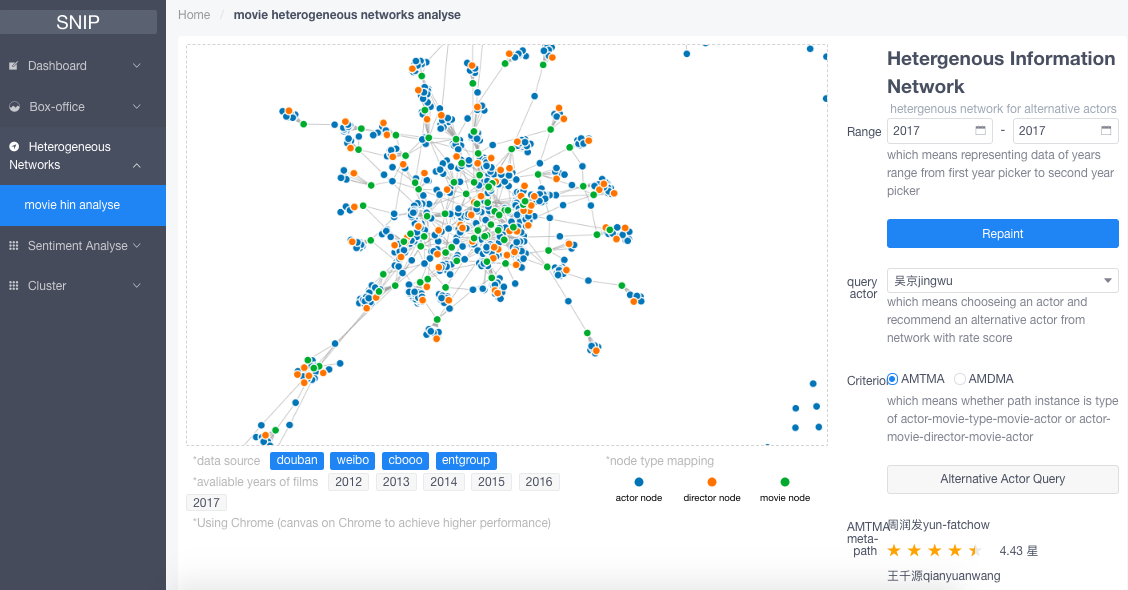 SNIP
Home / movie heterogeneous networks analyse
Dashboard
Box-office
Heterogeneous
Networks
movie hin analyse
Sentiment Analyse
Cluster
*data source douban weibo cbooo entgroup
*avaliable years of films 2012 2013 2014 2015 2016
2017
*Using Chrome (canvas on Chrome to achieve higher performance)
*node type mapping
actor node director node movie node
Hetergenous Information
Network
hetergenous network for alternative actors
Range 2017 - 2017
which means representing data of years
range from first year picker to second year
picker
Repaint
query
actor
吴京jingwu
which means chooseing an actor and
recommend an alternative actor from
network with rate score
Criterion AMTMA AMDMA
which means whether path instance is type
of actor-movie-type-movie-actor or actor-
movie-director-movie-actor
Alternative Actor Query
AMTMA
meta-
path
周润发yun-fatchow
4.43 星
王千源qianyuanwang